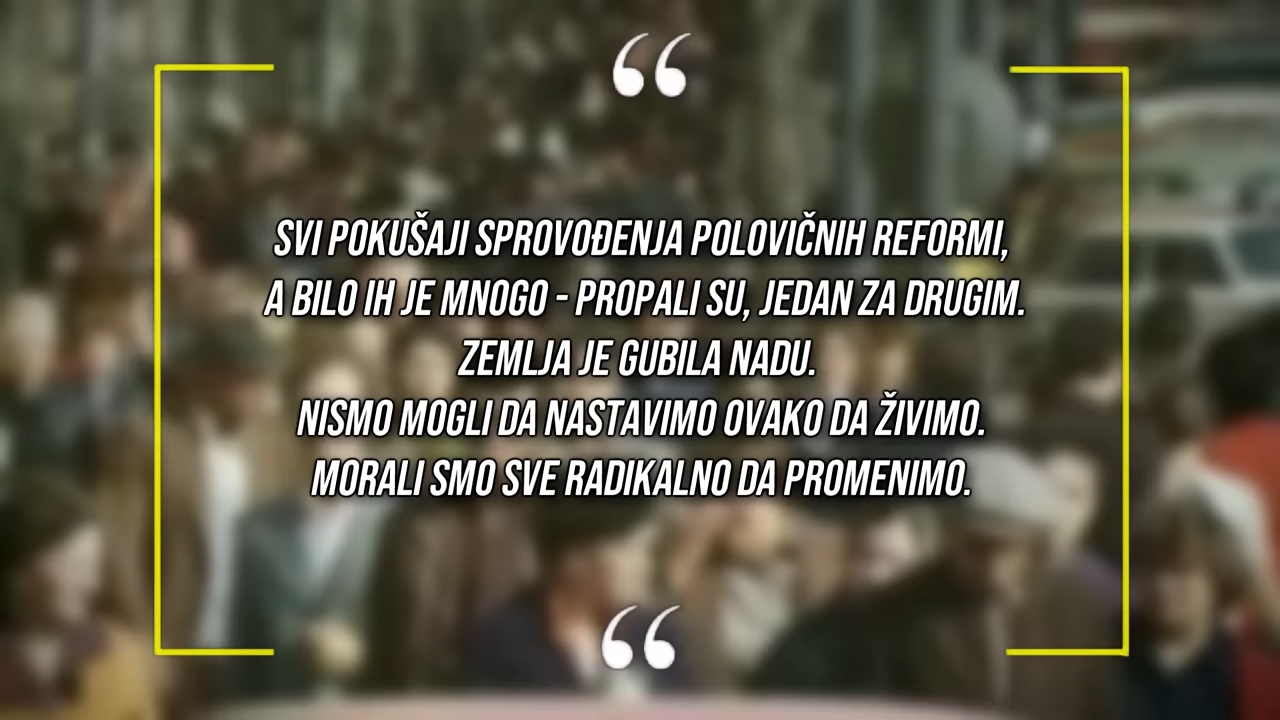 “
SVI POKUŠAJI SPROVOĐENJA POLOVIČNIH REFORMI,
A BILO IH JE MNOGO - PROPALI SU, JEDAN ZA DRUGIM.
ZEMLJA JE GUBILA NADU.
NISMO MOGLI DA NASTAVIMO OVAKO DA ŽIVIMO.
MORALI SMO SVE RADIKALNO DA PROMENIMO.
“